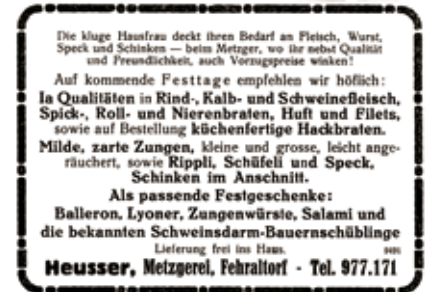 Die kluge Hausfrau deckt ihren Bedarf an Fleisch, Wurst,
Speck und Schinken — beim Metzger, wo ihr nebst Qualität
und Freundlichkeit, auch Vorzugspreise winken!
Auf kommende Festtage empfehlen wir höflich:
Ia Qualitäten in Rind-, Kalb- und Schweinefleisch,
Spick-, Roll- und Nierenbraten, Huft und Filets,
sowie auf Bestellung küchenfertige Hackbraten.
Milde, zarte Zungen, kleine und grosse, leicht ange-
räuchert, sowie Rippli, Schüfeli und Speck,
Schinken im Anschnitt.
Als passende Festgeschenke:
Balleron, Lyoner, Zungenwürste, Salami und
die bekannten Schweinsdarm-Bauernschüblinge
Lieferung frei ins Haus.
Heusser, Metzgerei, Fehraltorf - Tel. 977.171